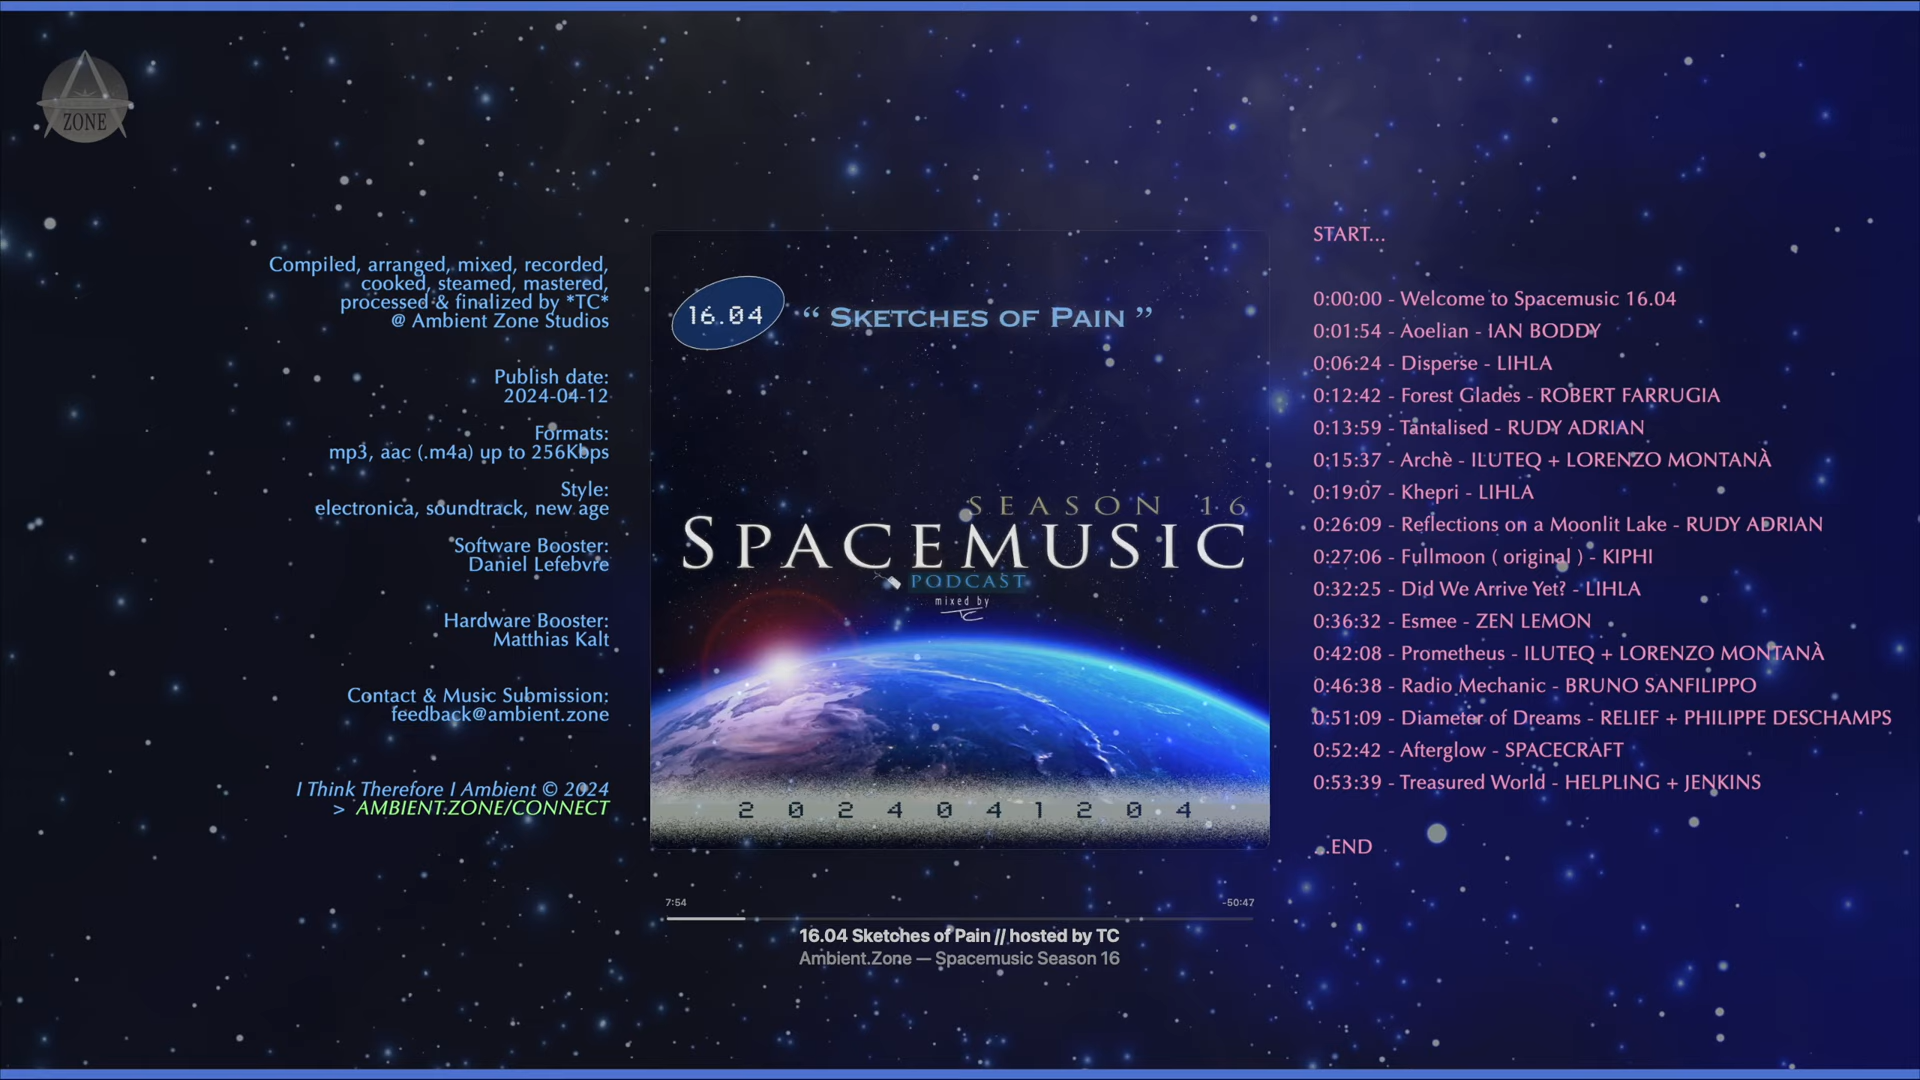 A
ZONE
Compiled, arranged, mixed, recorded,
cooked, steamed, mastered,
processed & finalized by *TC*
@ Ambient Zone Studios
Publish date:
2024-04-12
Formats:
mp3, aac (.m4a) up to 256Kbps
Style:
electronica, soundtrack, new age
Software Booster:
Daniel Lefebvre
Hardware Booster:
Matthias Kalt
Contact & Music Submission:
feedback@ambient.zone
I Think Therefore I Ambient © 2024
> AMBIENT.ZONE/CONNECT
16.04
“ Sketches of Pain ”
SEASON 16
SPACEMUSIC
PODCAST
mixed by
TC
2024041204
7:54
-50:47
16.04 Sketches of Pain // hosted by TC
Ambient.Zone — Spacemusic Season 16
START...
0:00:00 - Welcome to Spacemusic 16.04
0:01:54 - Aoelian - IAN BODDY
0:06:24 - Disperse - LIHLA
0:12:42 - Forest Glades - ROBERT FARRUGIA
0:13:59 - Tantalised - RUDY ADRIAN
0:15:37 - Archè - ILUTEQ + LORENZO MONTANÀ
0:19:07 - Khepri - LIHLA
0:26:09 - Reflections on a Moonlit Lake - RUDY ADRIAN
0:27:06 - Fullmoon ( original ) - KIPHI
0:32:25 - Did We Arrive Yet? - LIHLA
0:36:32 - Esmee - ZEN LEMON
0:42:08 - Prometheus - ILUTEQ + LORENZO MONTANÀ
0:46:38 - Radio Mechanic - BRUNO SANFILIPPO
0:51:09 - Diameter of Dreams - RELIEF + PHILIPPE DESCHAMPS
0:52:42 - Afterglow - SPACECRAFT
0:53:39 - Treasured World - HELPLING + JENKINS
...END